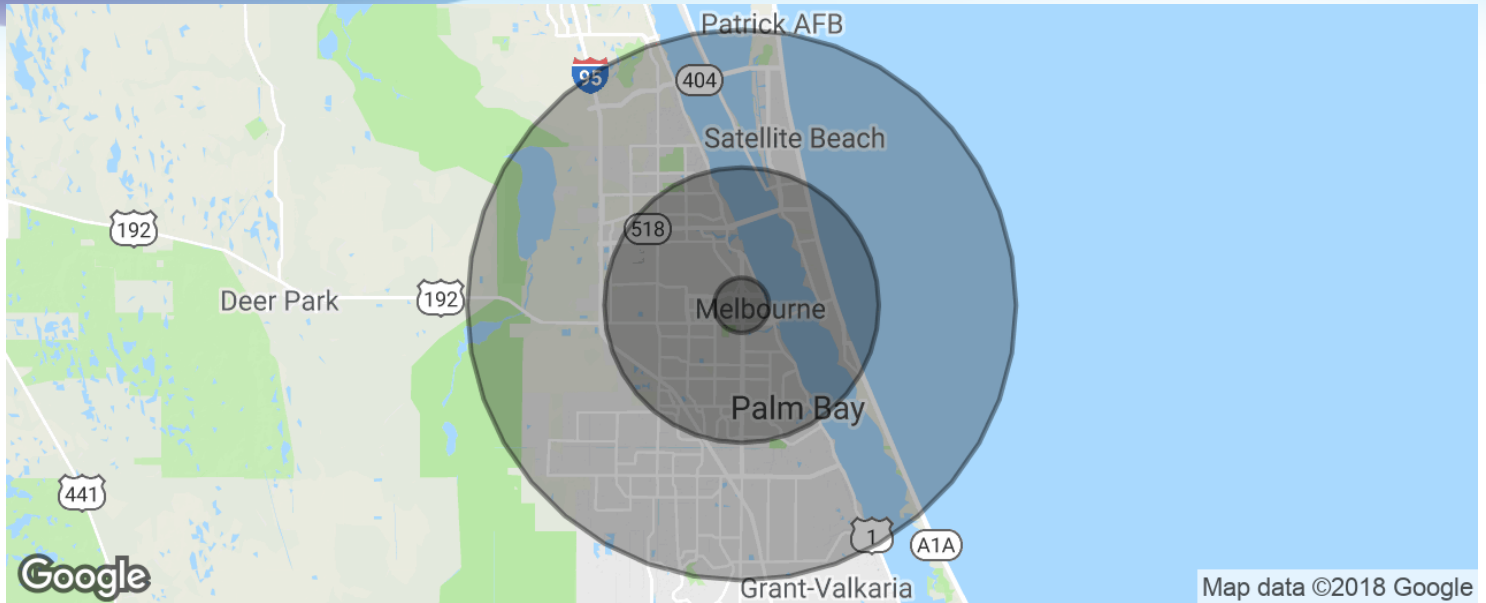 Patrick AFB
95
404
Satellite Beach
192
518
Deer Park
192
Melbourne
Palm Bay
441
1
A1A
Google
Grant-Valkaria
Map data ©2018 Google